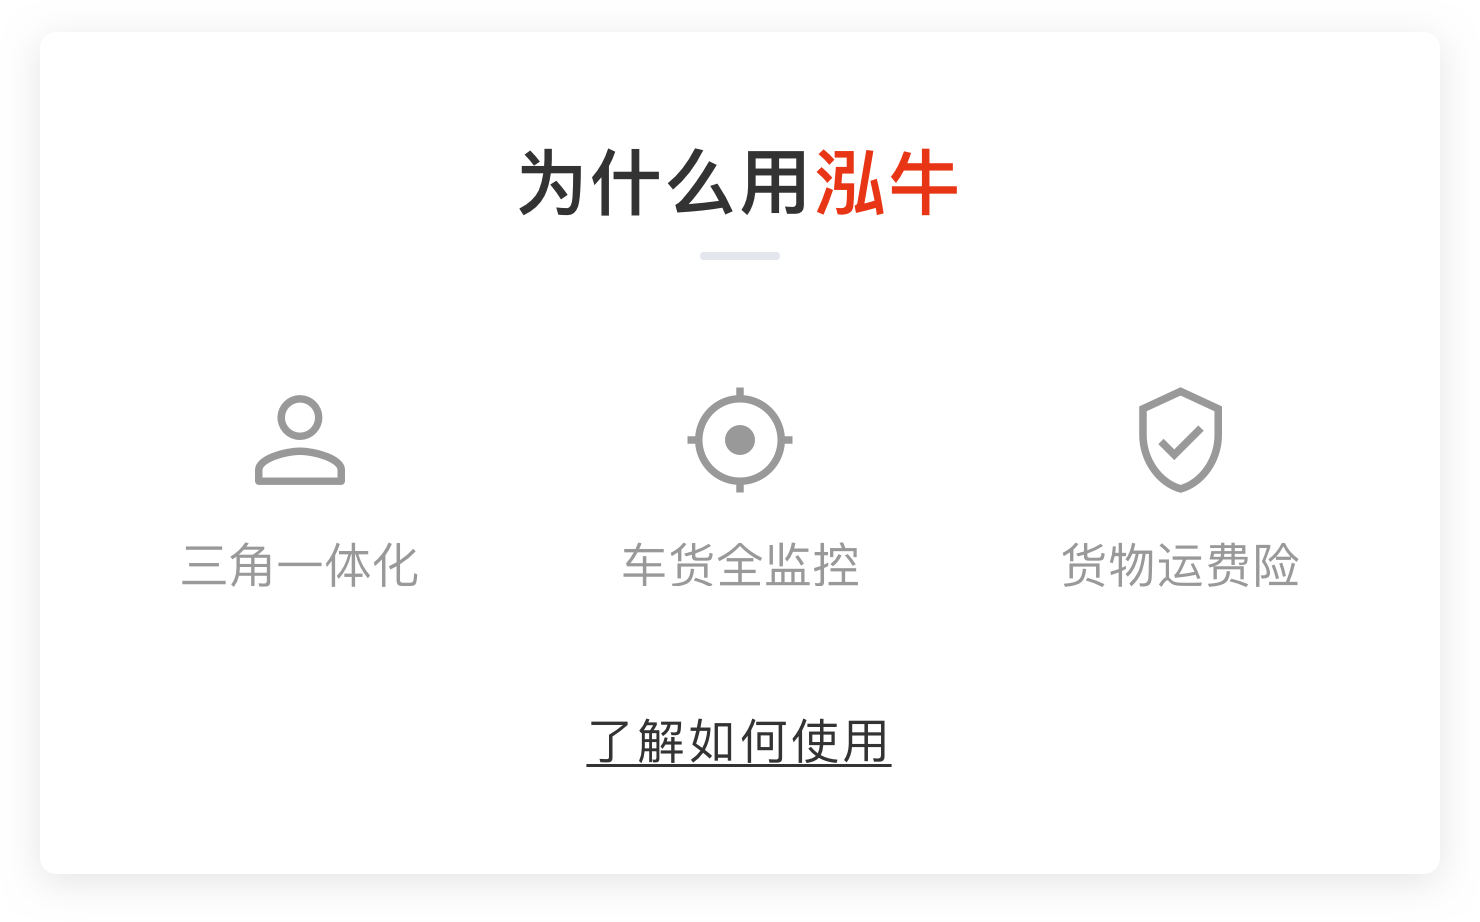 为什么用泓牛
三角一体化
车货全监控
货物运费险
了解如何使用